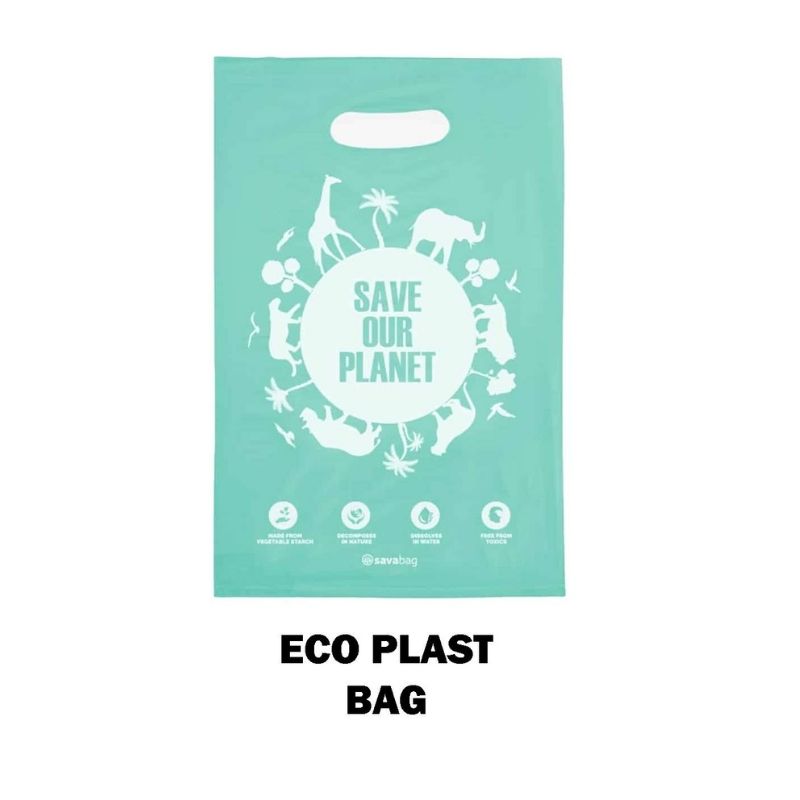 SAVE
OUR
PLANET
MADE FROM
VEGETABLE STARCH
DECOMPOSES
IN NATURE
DISSOLVES
IN WATER
FREE FROM
TOXICS
savabag
ECO PLAST
BAG